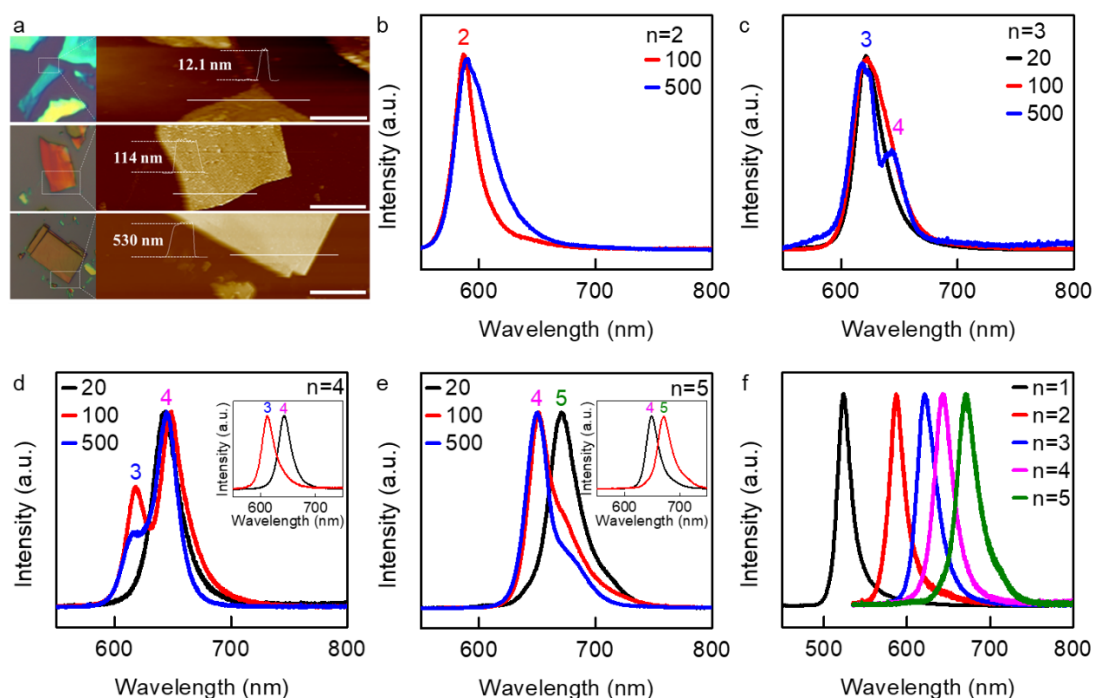 a
12.1 nm
114 nm
530 nm
b
n=2
2
100
500
Intensity (a.u.)
600 700 800
Wavelength (nm)
c
n=3
3
20
100
500
4
Intensity (a.u.)
600 700 800
Wavelength (nm)
d
20
100
500
4
n=4
3
Intensity (a.u.)
600 700 800
Wavelength (nm)
3 4
Intensity (a.u.)
600 700
Wavelength (nm)
e
20
100
500
4 5
n=5
Intensity (a.u.)
600 700 800
Wavelength (nm)
4 5
Intensity (a.u.)
600 700
Wavelength (nm)
f
n=1
n=2
n=3
n=4
n=5
Intensity (a.u.)
500 600 700 800
Wavelength (nm)